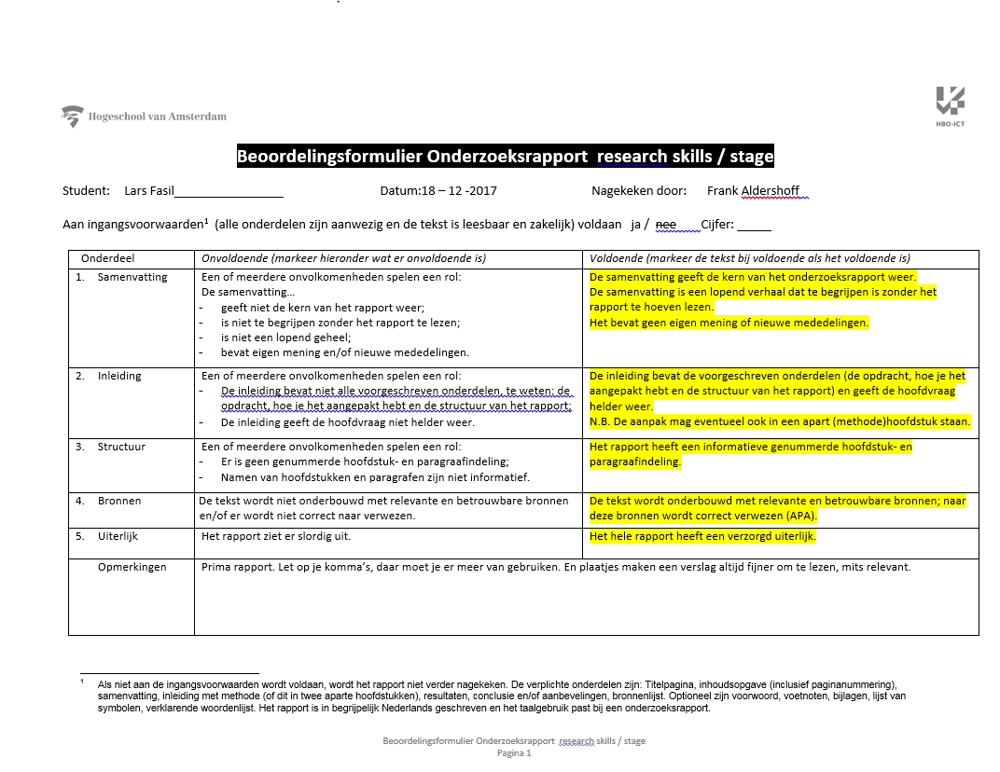 Hogeschool van Amsterdam
HBO-ICT
Beoordelingsformulier Onderzoeksrapport research skills / stage
Student: Lars Fasil________________ Datum:18 – 12 -2017 Nagekeken door: Frank Aldershoff
Aan ingangsvoorwaarden1 (alle onderdelen zijn aanwezig en de tekst is leesbaar en zakelijk) voldaan ja / nee Cijfer: _____
Onderdeel Onvoldoende (markeer hieronder wat er onvoldoende is) Voldoende (markeer de tekst bij voldoende als het voldoende is)
1. Samenvatting
Een of meerdere onvolkomenheden spelen een rol:
De samenvatting…
- geeft niet de kern van het rapport weer;
- is niet te begrijpen zonder het rapport te lezen;
- is niet een lopend geheel;
- bevat eigen mening en/of nieuwe mededelingen.
De samenvatting geeft de kern van het onderzoeksrapport weer.
De samenvatting is een lopend verhaal dat te begrijpen is zonder het
rapport te hoeven lezen.
Het bevat geen eigen mening of nieuwe mededelingen.
2. Inleiding
Een of meerdere onvolkomenheden spelen een rol:
- De inleiding bevat niet alle voorgeschreven onderdelen, te weten: de
opdracht, hoe je het aangepakt hebt en de structuur van het rapport;
- De inleiding geeft de hoofdvraag niet helder weer.
De inleiding bevat de voorgeschreven onderdelen (de opdracht, hoe je het
aangepakt hebt en de structuur van het rapport) en geeft de hoofdvraag
helder weer.
N.B. De aanpak mag eventueel ook in een apart (methode)hoofdstuk staan.
3. Structuur
Een of meerdere onvolkomenheden spelen een rol:
- Er is geen genummerde hoofdstuk- en paragraafindeling;
- Namen van hoofdstukken en paragrafen zijn niet informatief.
Het rapport heeft een informatieve genummerde hoofdstuk- en
paragraafindeling.
4. Bronnen
De tekst wordt niet onderbouwd met relevante en betrouwbare bronnen
en/of er wordt niet correct naar verwezen.
De tekst wordt onderbouwd met relevante en betrouwbare bronnen; naar
deze bronnen wordt correct verwezen (APA).
5. Uiterlijk
Het rapport ziet er slordig uit.
Het hele rapport heeft een verzorgd uiterlijk.
Opmerkingen
Prima rapport. Let op je komma's, daar moet je er meer van gebruiken. En plaatjes maken een verslag altijd fijner om te lezen, mits relevant.
1 Als niet aan de ingangsvoorwaarden wordt voldaan, wordt het rapport niet verder nagekeken. De verplichte onderdelen zijn: Titelpagina, inhoudsopgave (inclusief paginanummering),
samenvatting, inleiding met methode (of dit in twee aparte hoofdstukken), resultaten, conclusie en/of aanbevelingen, bronnenlijst. Optioneel zijn voorwoord, voetnoten, bijlagen, lijst van
symbolen, verklarende woordenlijst. Het rapport is in begrijpelijk Nederlands geschreven en het taalgebruik past bij een onderzoeksrapport.
Beoordelingsformulier Onderzoeksrapport research skills / stage
Pagina 1